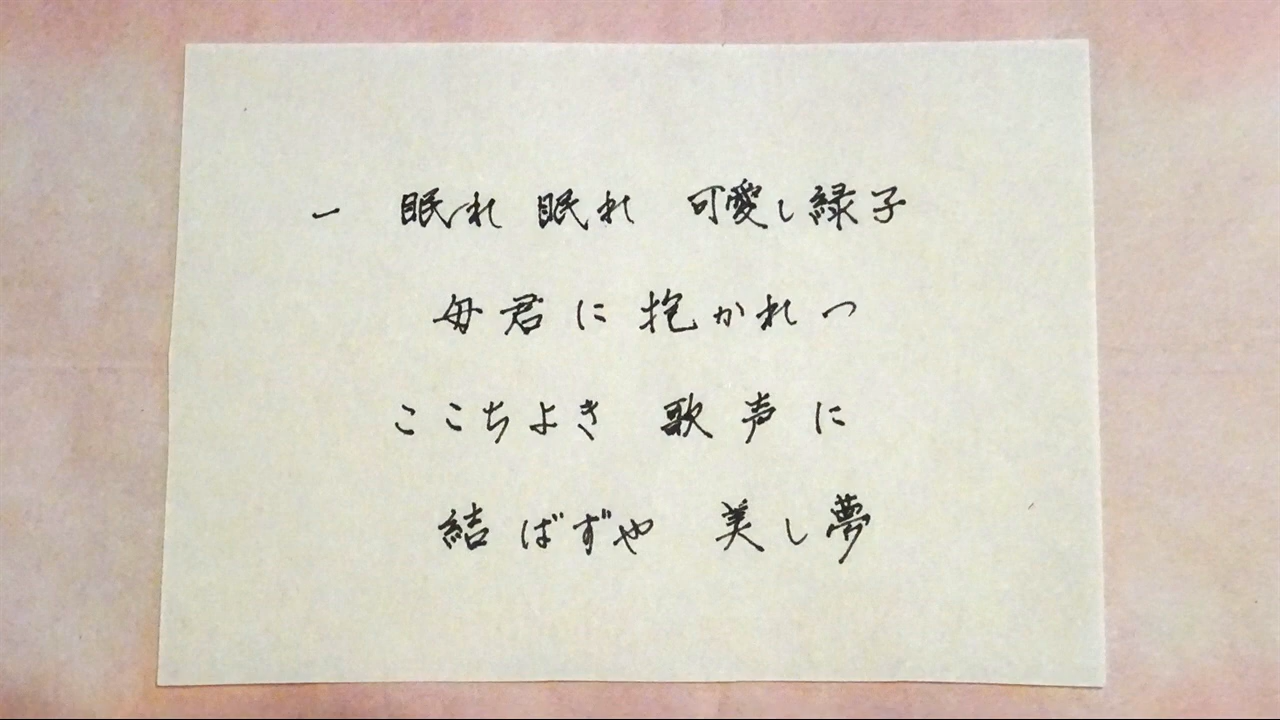 一 眠れ 眠れ 可愛し緑子
母君に抱かれつ
ここちよき 歌声に
結ばずや 美し夢